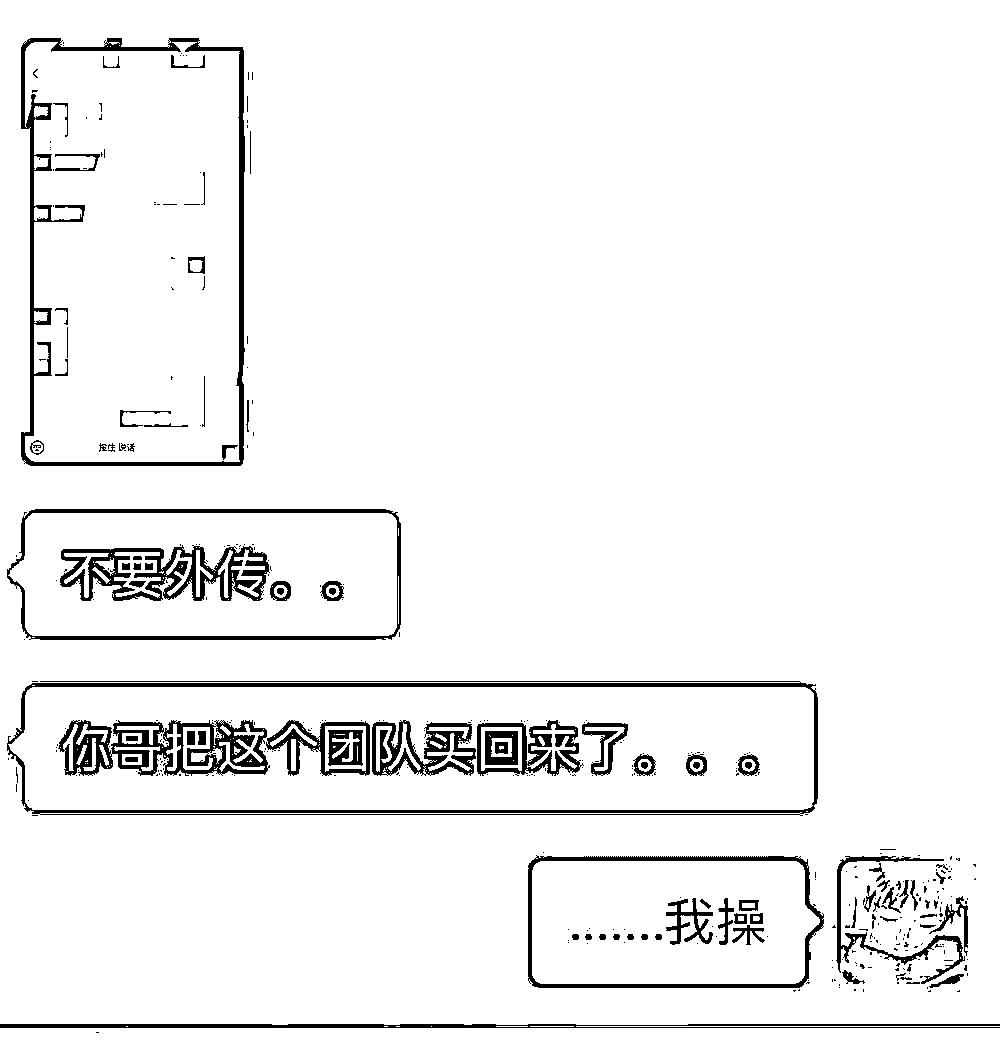 按住 说话
不要外传。。
你哥把这个团队买回来了。。。
.......我操